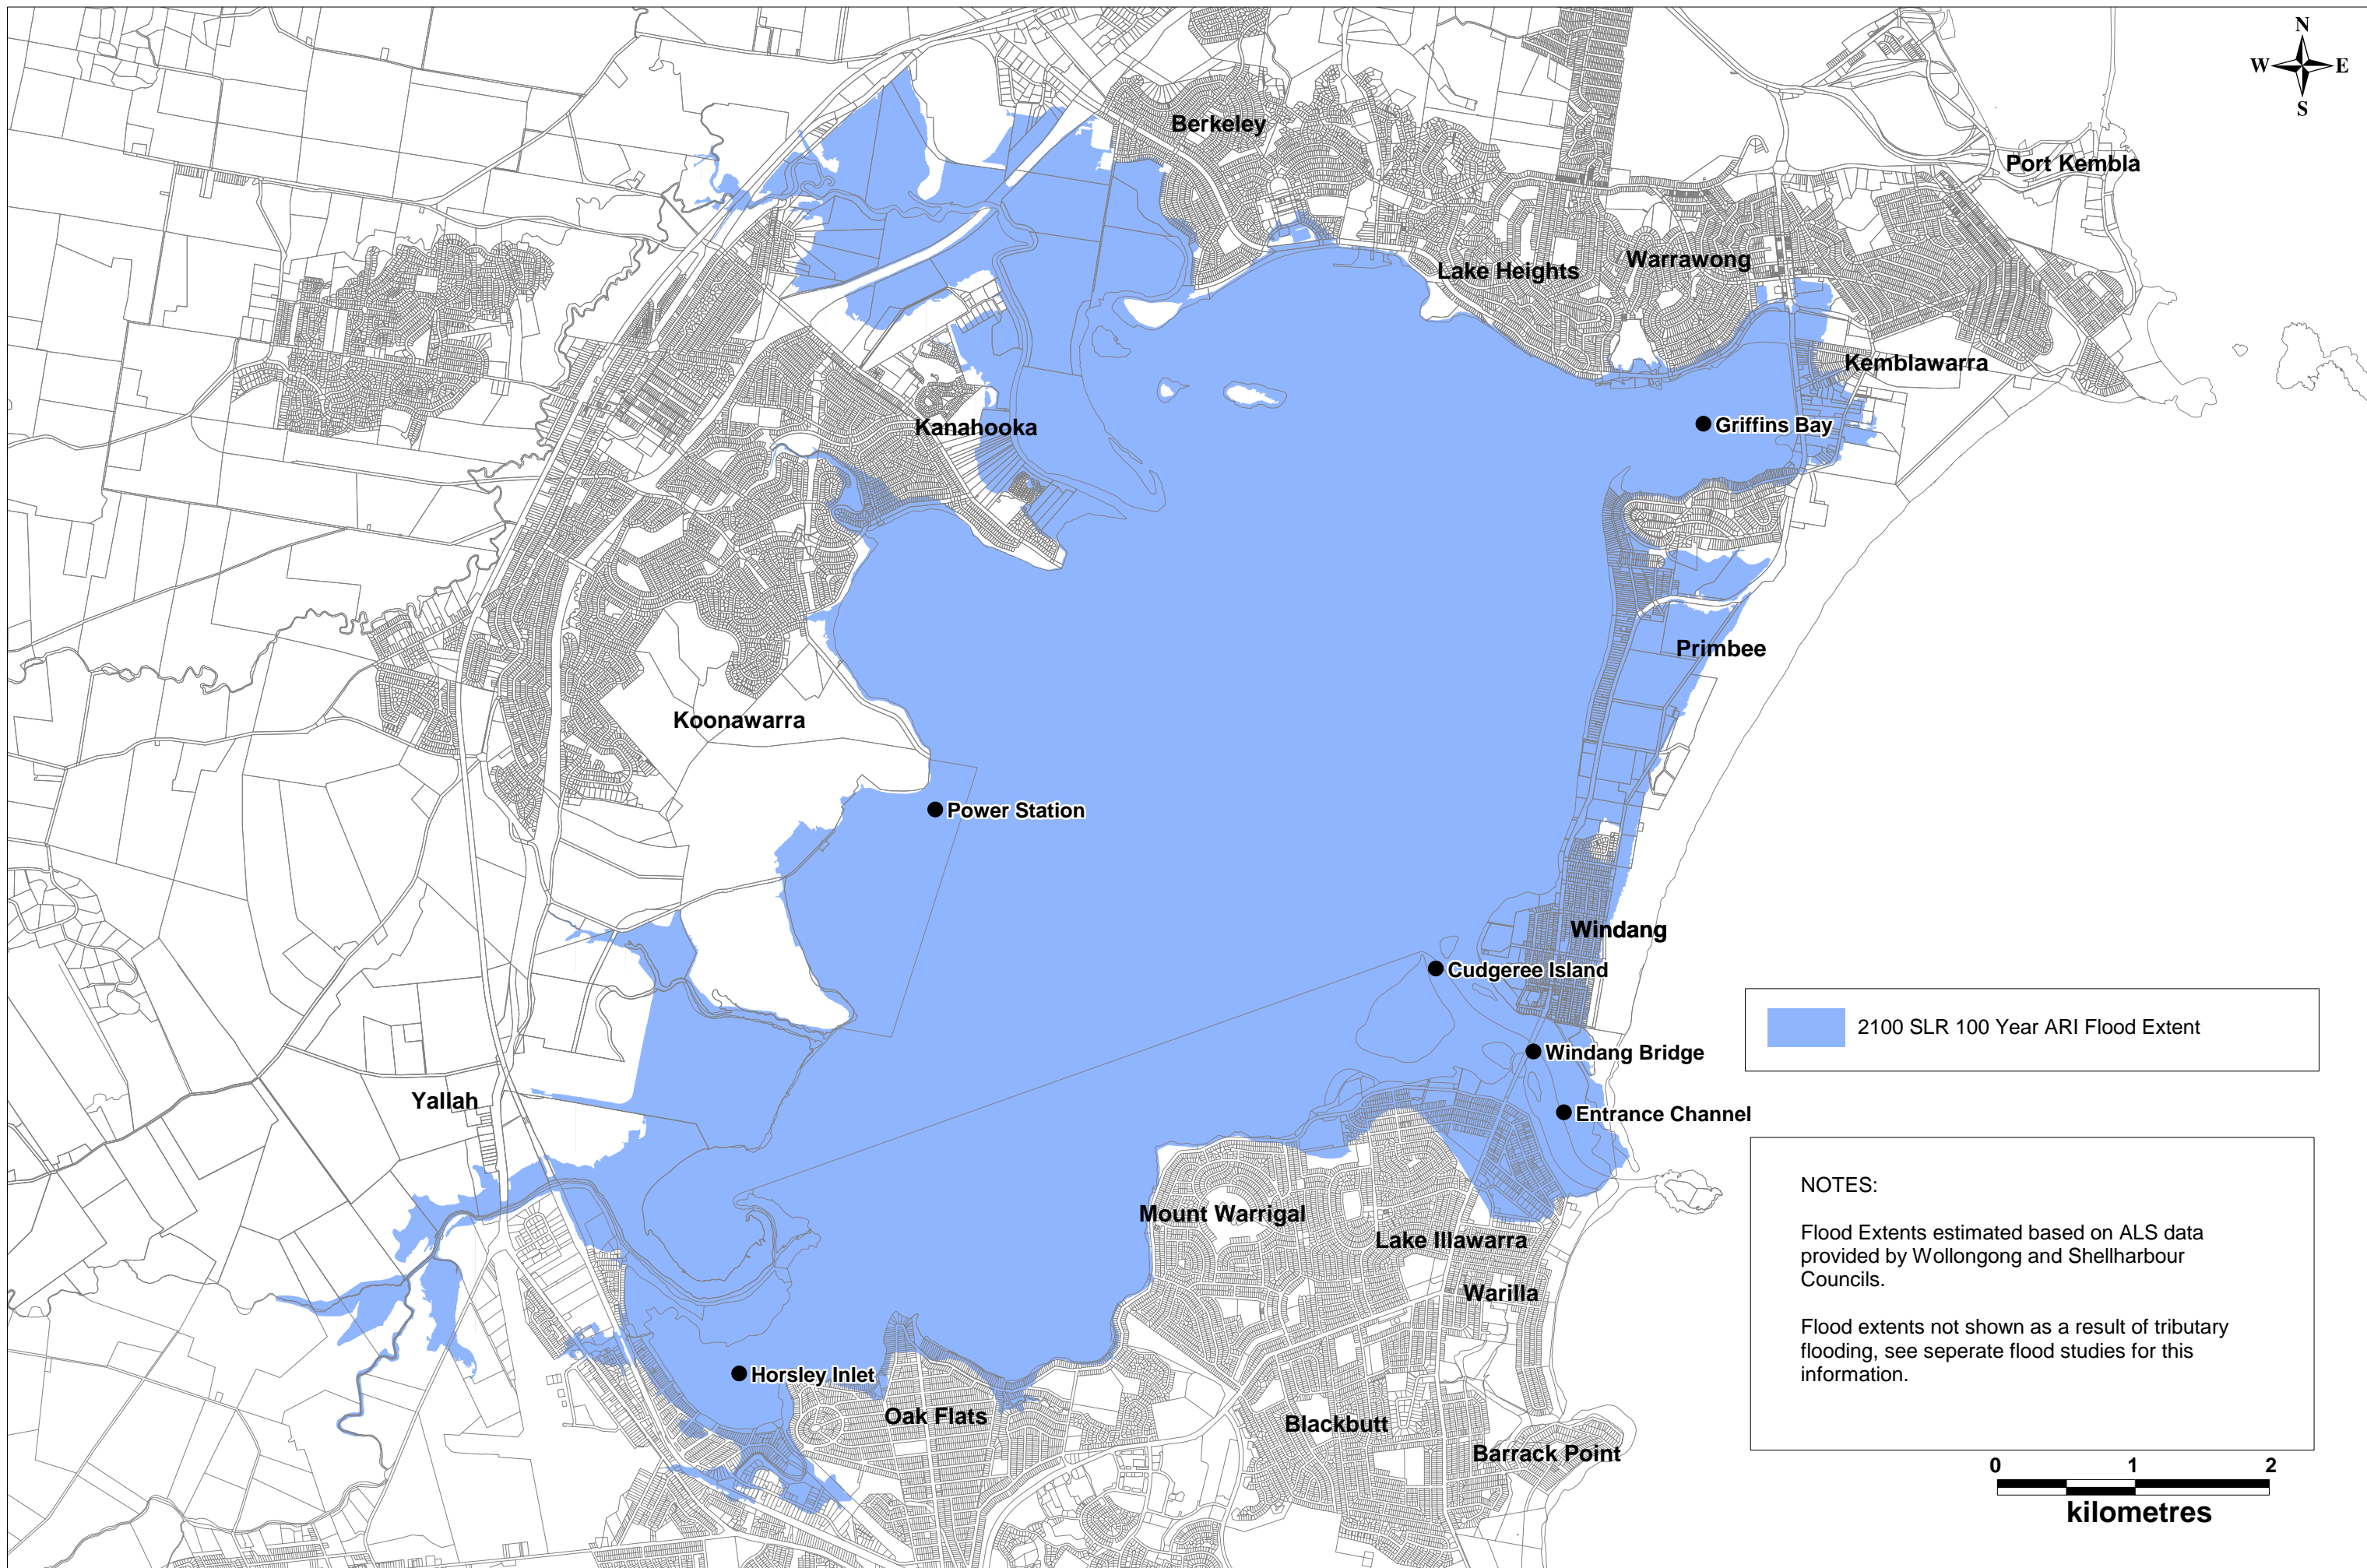 N
W E
S
Berkeley
Port Kembla
Lake Heights
Warrawong
Kemblawarra
Kanahooka
Griffins Bay
Primbee
Koonawarra
Power Station
Windang
Cudgeree Island
2100 SLR 100 Year ARI Flood Extent
Windang Bridge
Yallah
Entrance Channel
NOTES:
Flood Extents estimated based on ALS data
provided by Wollongong and Shellharbour
Councils.
Flood extents not shown as a result of tributary
flooding, see seperate flood studies for this
information.
Mount Warrigal
Lake Illawarra
Warilla
Horsley Inlet
Oak Flats
Blackbutt
Barrack Point
0 1 2
kilometres